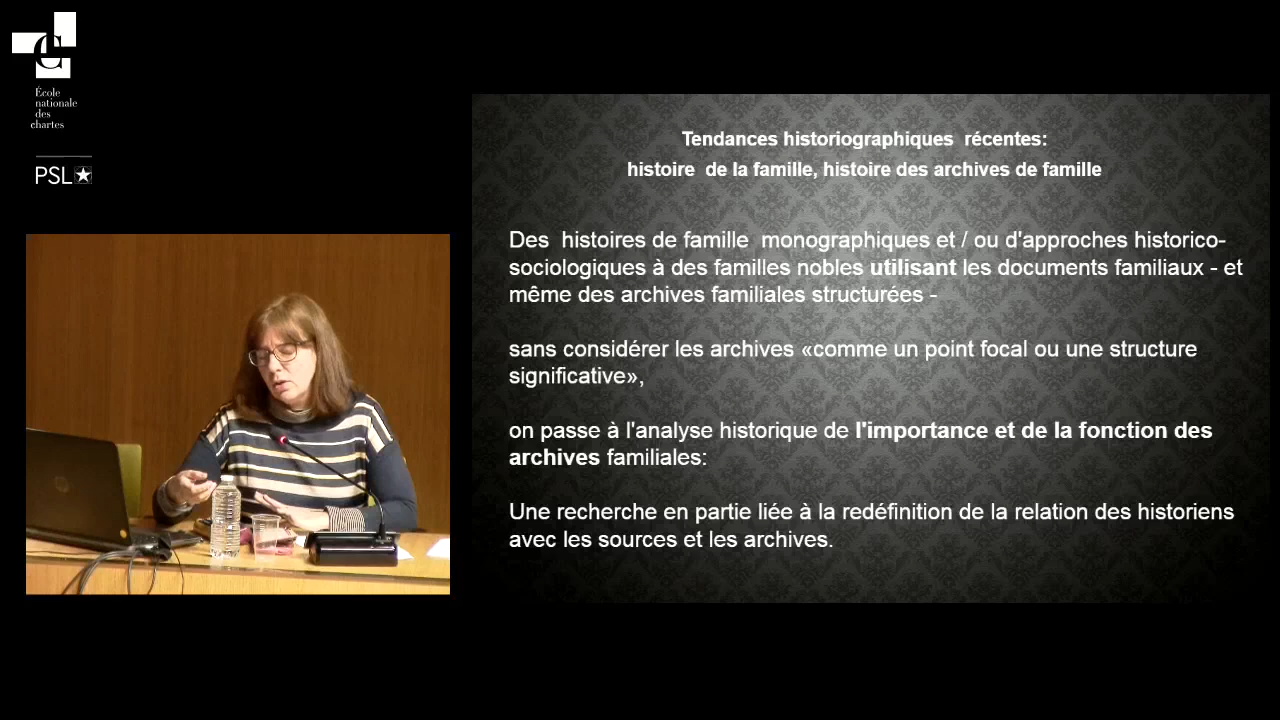 École
nationale
des
chartes
PSL
Tendances historiographiques récentes:
histoire de la famille, histoire des archives de famille
Des histoires de famille monographiques et / ou d'approches historico-
sociologiques à des familles nobles utilisant les documents familiaux - et
même des archives familiales structurées -
sans considérer les archives «comme un point focal ou une structure
significative»,
on passe à l'analyse historique de l'importance et de la fonction des
archives familiales:
Une recherche en partie liée à la redéfinition de la relation des historiens
avec les sources et les archives.